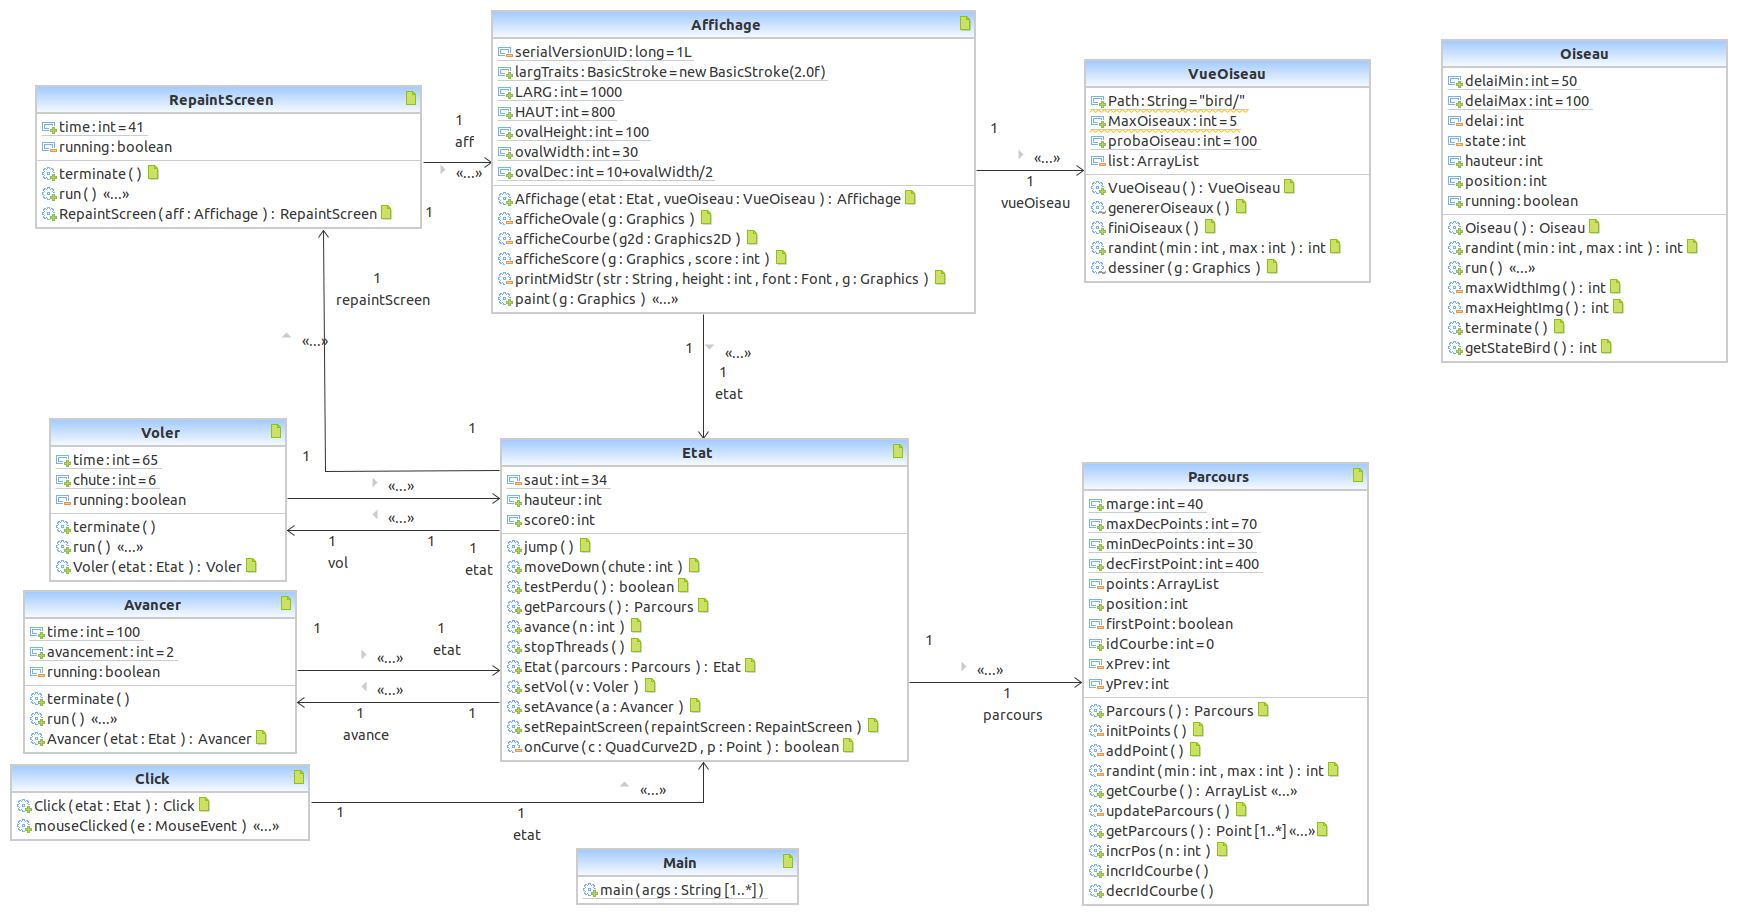 Affichage
serialVersionUID:long=1L
largTraits:BasicStroke=new BasicStroke(2.0f)
LARG:int=1000
HAUT:int=800
ovalHeight:int=100
ovalWidth:int=30
ovalDec:int=10+ovalWidth/2
Affichage(etat:Etat,vueOiseau:VueOiseau): Affichage
afficheOvale(g:Graphics)
afficheCourbe(g2d:Graphics2D)
afficheScore(g:Graphics,score:int)
printMidStr(str:String,height:int,font:Font,g:Graphics)
paint(g:Graphics) «...»
RepaintScreen
time:int=41
running:boolean
terminate()
run() «...»
RepaintScreen(aff:Affichage): RepaintScreen
1
aff
«...»
1
VueOiseau
Path:String="bird/"
MaxOiseaux:int=5
probaOiseau:int=100
list:ArrayList
VueOiseau(): VueOiseau
genererOiseaux()
finiOiseaux()
randint(min:int,max:int): int
dessiner(g:Graphics)
1
«...»
1
vueOiseau
Oiseau
delaiMin:int=50
delaiMax:int=100
delai:int
state:int
hauteur:int
position:int
running:boolean
Oiseau(): Oiseau
randint(min:int,max:int): int
run() «...»
maxWidthImg(): int
maxHeightImg(): int
terminate()
getStateBird(): int
1
repaintScreen
«...»
1
1
«...»
1
etat
Voler
time:int=65
chute:int=6
running:boolean
terminate()
run() «...»
Voler(etat:Etat): Voler
1
«...»
«...»
1
vol
1
1
etat
Etat
saut:int=34
hauteur:int
score0:int
jump()
moveDown(chute:int)
testPerdu(): boolean
getParcours(): Parcours
avance(n:int)
stopThreads()
Etat(parcours:Parcours): Etat
setVol(v:Voler)
setAvance(a:Avancer)
setRepaintScreen(repaintScreen:RepaintScreen)
onCurve(c:QuadCurve2D,p:Point): boolean
Avancer
time:int=100
avancement:int=2
running:boolean
terminate()
run() «...»
Avancer(etat:Etat): Avancer
1
1
etat
«...»
«...»
1
avance
1
Click
Click(etat:Etat): Click
mouseClicked(e:MouseEvent) «...»
1
«...»
1
etat
Main
main(args:String[1..*])
1
«...»
1
parcours
Parcours
marge:int=40
maxDecPoints:int=70
minDecPoints:int=30
decFirstPoint:int=400
points:ArrayList
position:int
firstPoint:boolean
idCourbe:int=0
xPrev:int
yPrev:int
Parcours(): Parcours
initPoints()
addPoint()
randint(min:int,max:int): int
getCourbe(): ArrayList «...»
updateParcours()
getParcours(): Point[1..*] «...»
incrPos(n:int)
incrIdCourbe()
decrIdCourbe()